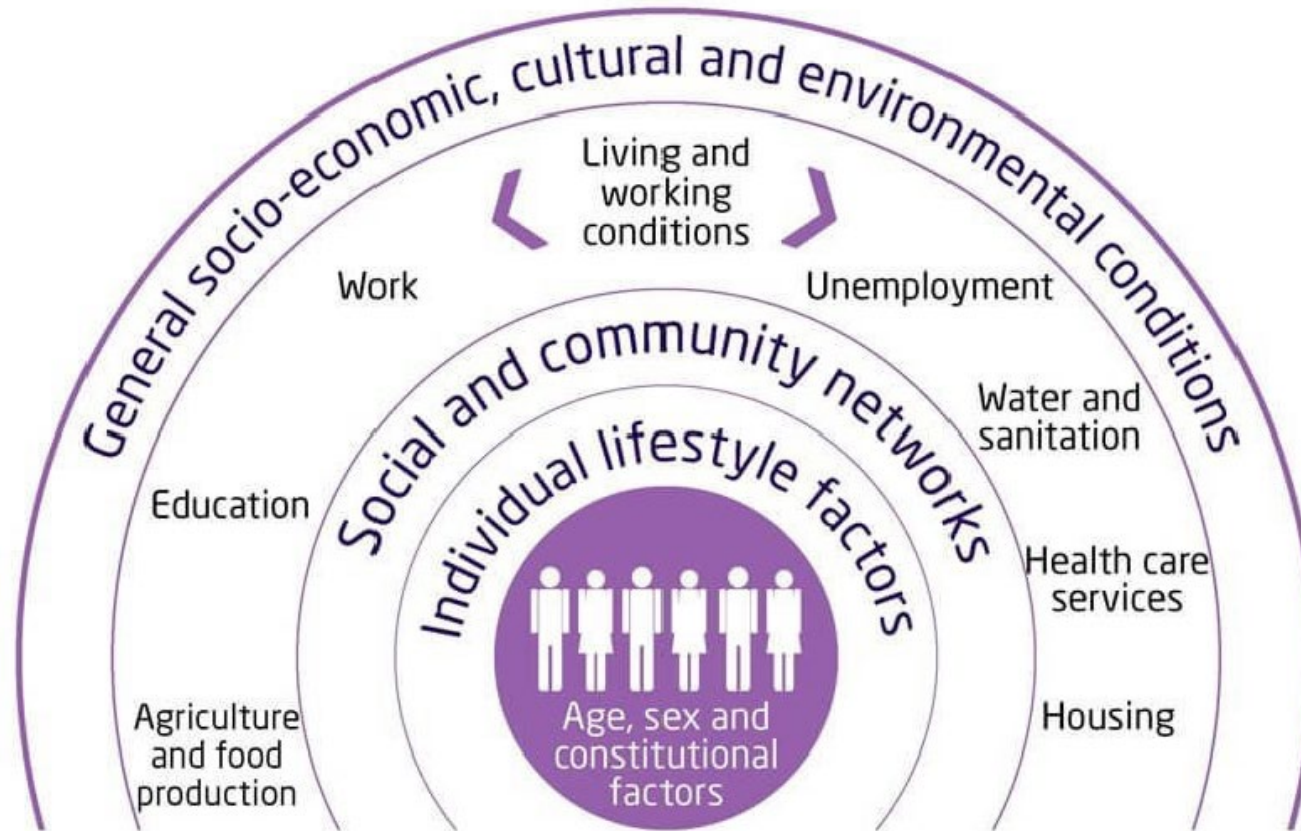 General socio-economic, cultural and environmental conditions
Living and
working
conditions
Work
Unemployment
Social and community networks
Water and
sanitation
Individual lifestyle factors
Education
Health care
services
Agriculture
and food
production
Housing
Age, sex and
constitutional
factors